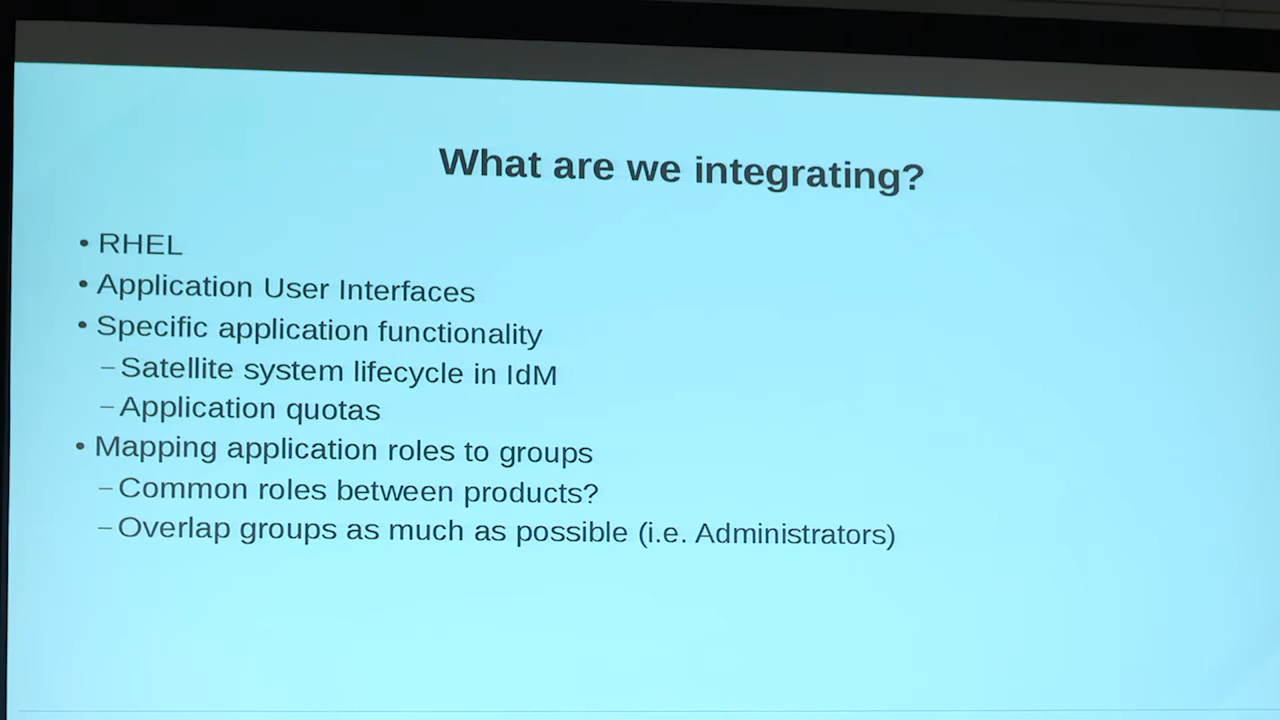 What are we integrating?
• RHEL
• Application User Interfaces
• Specific application functionality
– Satellite system lifecycle in IdM
– Application quotas
• Mapping application roles to groups
– Common roles between products?
– Overlap groups as much as possible (i.e. Administrators)